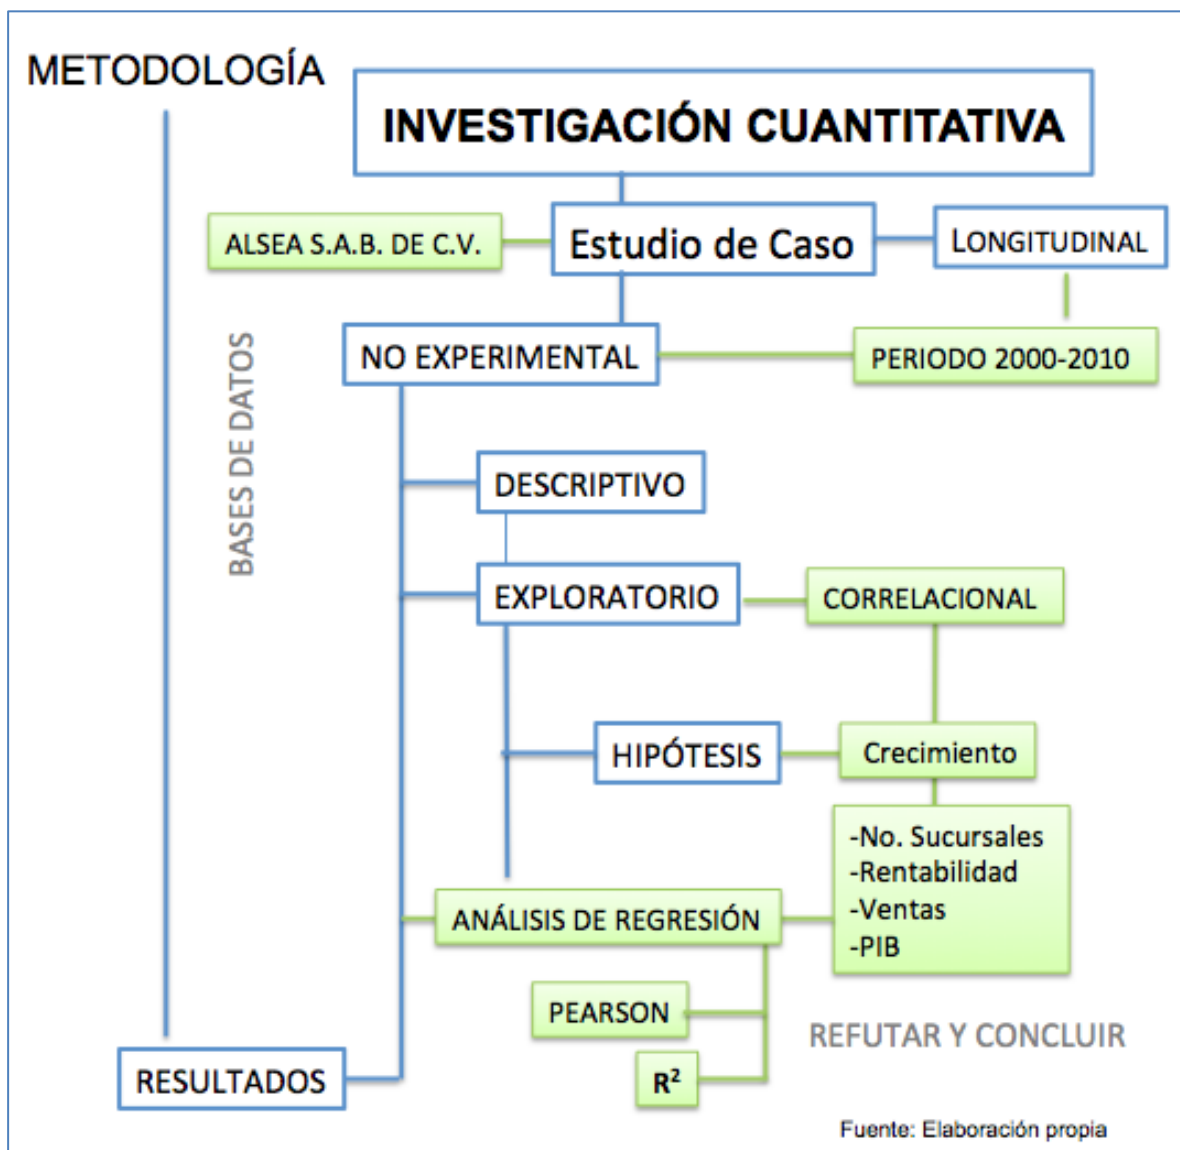 METODOLOGÍA
INVESTIGACIÓN CUANTITATIVA
ALSEA S.A.B. DE C.V.
Estudio de Caso
LONGITUDINAL
NO EXPERIMENTAL
PERIODO 2000-2010
BASES DE DATOS
DESCRIPTIVO
EXPLORATORIO
CORRELACIONAL
HIPÓTESIS
Crecimiento
-No. Sucursales
-Rentabilidad
-Ventas
-PIB
ANÁLISIS DE REGRESIÓN
PEARSON
R²
REFUTAR Y CONCLUIR
RESULTADOS
Fuente: Elaboración propia